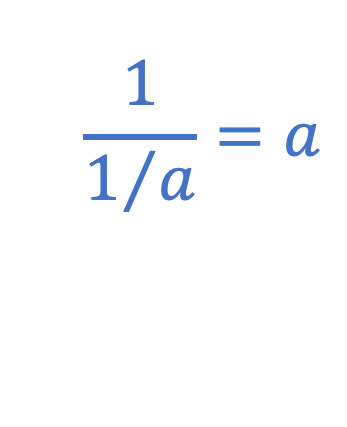 1
1/a = a